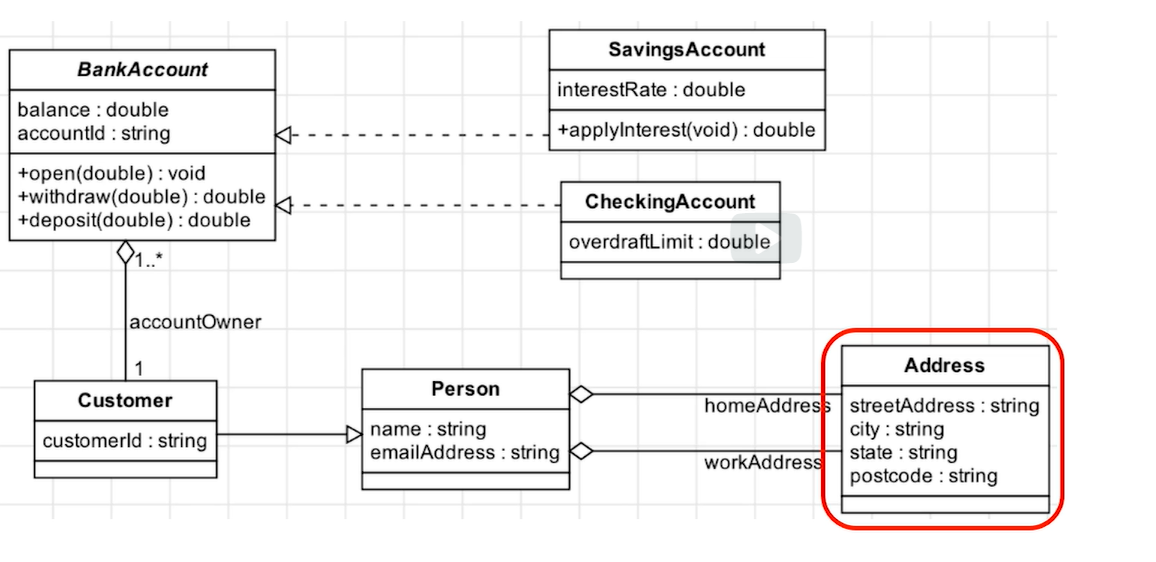 BankAccount
balance : double
accountId : string
+open(double) : void
+withdraw(double) : double
+deposit(double) : double
SavingsAccount
interestRate : double
+applyInterest(void) : double
CheckingAccount
overdraftLimit : double
1..*
accountOwner
1
Customer
customerId : string
Person
name : string
emailAddress : string
homeAddress
workAddress
Address
streetAddress : string
city : string
state : string
postcode : string